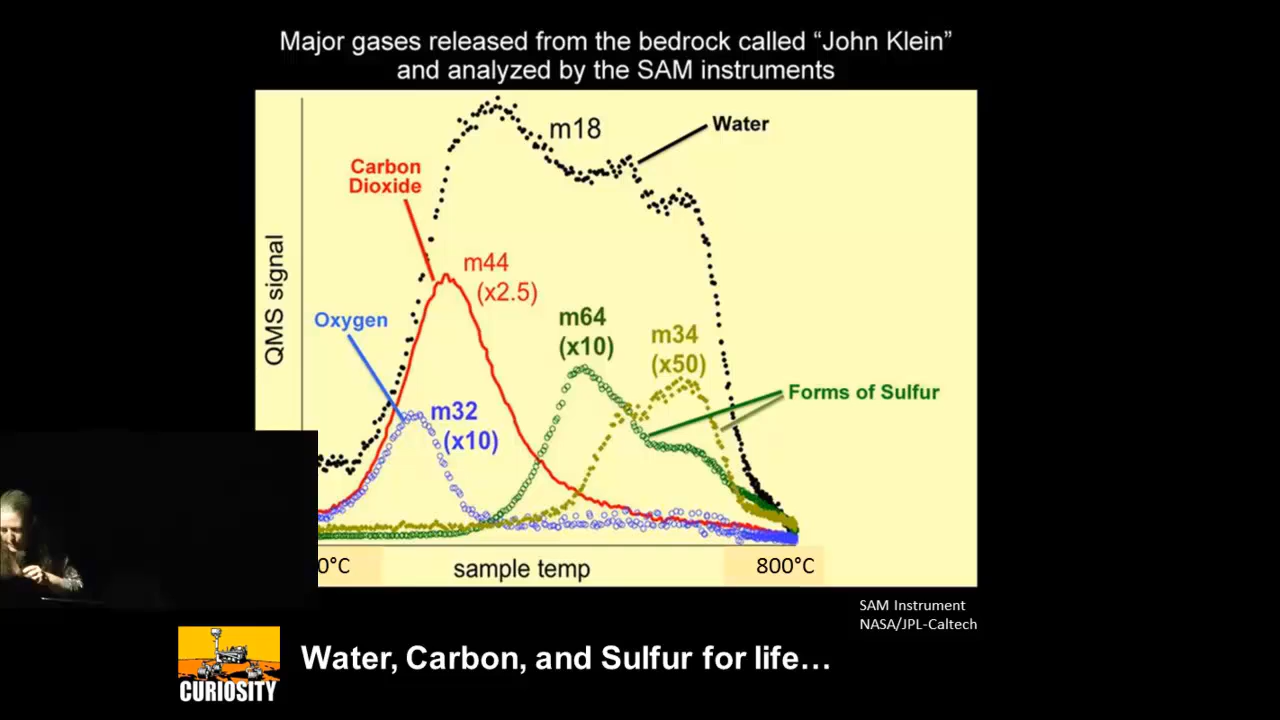 Major gases released from the bedrock called “John Klein”
and analyzed by the SAM instruments
m18
Water
Carbon
Dioxide
m44
(x2.5)
Oxygen
m64
(x10)
m34
(x50)
QMS signal
m32
(x10)
Forms of Sulfur
0°C
sample temp
800°C
SAM Instrument
NASA/JPL-Caltech
Water, Carbon, and Sulfur for life…
CURIOSITY